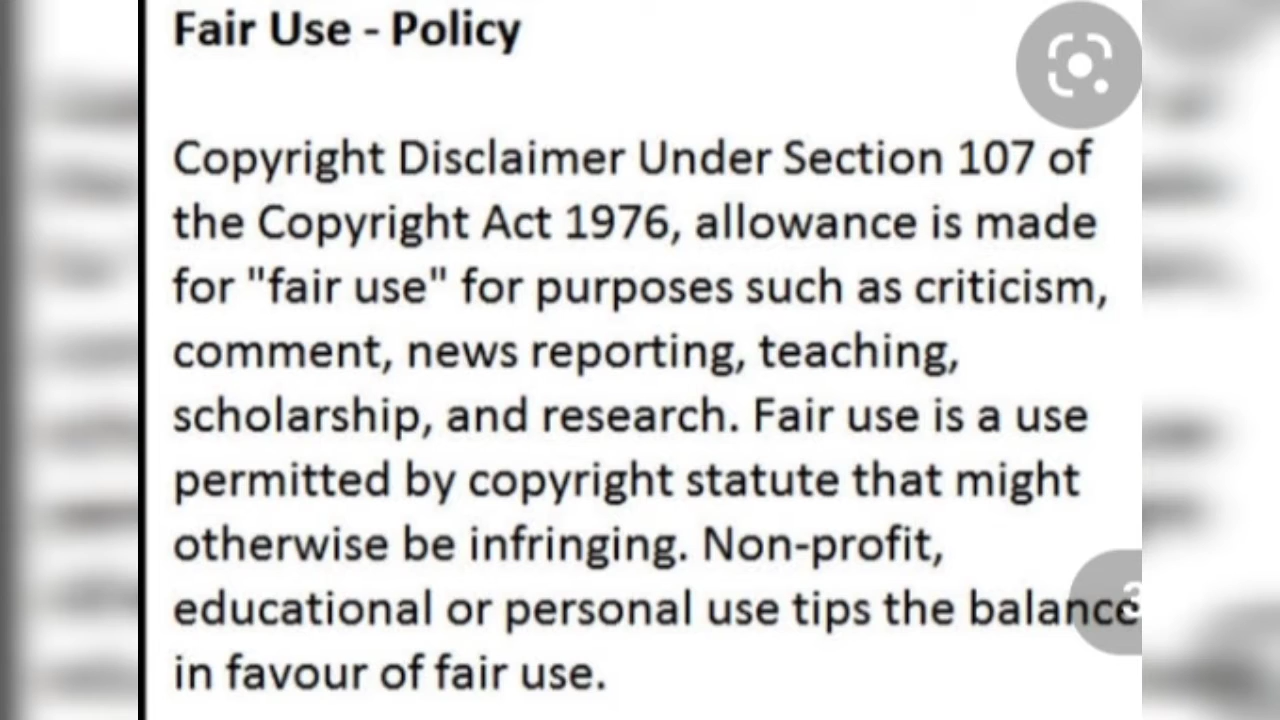 Fair Use - Policy
Copyright Disclaimer Under Section 107 of
the Copyright Act 1976, allowance is made
for "fair use" for purposes such as criticism,
comment, news reporting, teaching,
scholarship, and research. Fair use is a use
permitted by copyright statute that might
otherwise be infringing. Non-profit,
educational or personal use tips the balance
in favour of fair use.